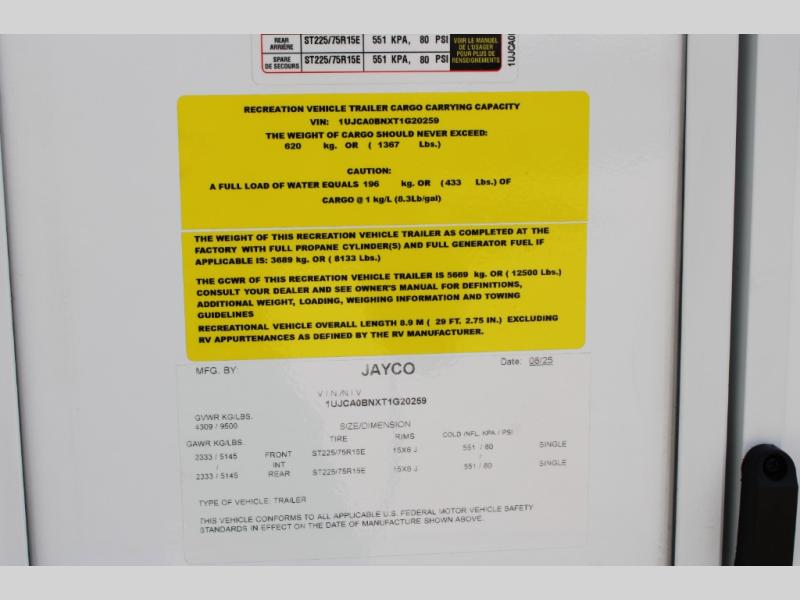 REAR ARRIÈRE ST225/75R15E 551 KPA, 80 PSI
SPARE DE SECOURS ST225/75R15E 551 KPA, 80 PSI
VOIR LE MANUEL
DE L'USAGER
POUR PLUS DE
RENSEIGNEMENTS
RECREATION VEHICLE TRAILER CARGO CARRYING CAPACITY
VIN: 1UJCA0BNXT1G20259
THE WEIGHT OF CARGO SHOULD NEVER EXCEED:
620 kg. OR ( 1367 Lbs.)
CAUTION:
A FULL LOAD OF WATER EQUALS 196 kg. OR (433 Lbs.) OF
CARGO @ 1 kg/L (8.3Lb/gal)
THE WEIGHT OF THIS RECREATION VEHICLE TRAILER AS COMPLETED AT THE
FACTORY WITH FULL PROPANE CYLINDER(S) AND FULL GENERATOR FUEL IF
APPLICABLE IS: 3689 kg. OR ( 8133 Lbs.)
THE GCWR OF THIS RECREATION VEHICLE TRAILER IS 5669 kg. OR ( 12500 Lbs.)
CONSULT YOUR DEALER AND SEE OWNER'S MANUAL FOR DEFINITIONS,
ADDITIONAL WEIGHT, LOADING, WEIGHING INFORMATION AND TOWING
GUIDELINES
RECREATIONAL VEHICLE OVERALL LENGTH 8.9 M ( 29 FT. 2.75 IN.) EXCLUDING
RV APPURTENANCES AS DEFINED BY THE RV MANUFACTURER.
MFG. BY: JAYCO Date: 08/25
V I N /N I V
1UJCA0BNXT1G20259
GVWR KG/LBS.
4309 / 9500
SIZE/DIMENSION
GAWR KG/LBS. TIRE RIMS COLD INFL. KPA / PSI
2333 / 5145 FRONT ST225/75R15E 15X6 J 551 / 80 SINGLE
/ INT /
2333 / 5145 REAR ST225/75R15E 15X6 J 551 / 80 SINGLE
TYPE OF VEHICLE: TRAILER
THIS VEHICLE CONFORMS TO ALL APPLICABLE U.S. FEDERAL MOTOR VEHICLE SAFETY
STANDARDS IN EFFECT ON THE DATE OF MANUFACTURE SHOWN ABOVE.